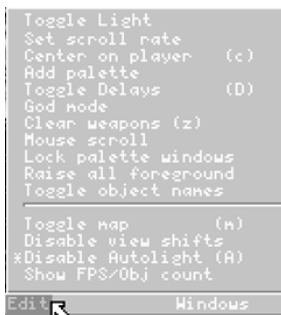 Toggle Light
Set scroll rate
Center on player (c)
Add palette
Toggle Delays (D)
God mode
Clear weapons (z)
Mouse scroll
Lock palette windows
Raise all foreground
Toggle object names
Toggle map (m)
Disable view shifts
*Disable Autolight (A)
Show FPS/Obj count
Edit Windows